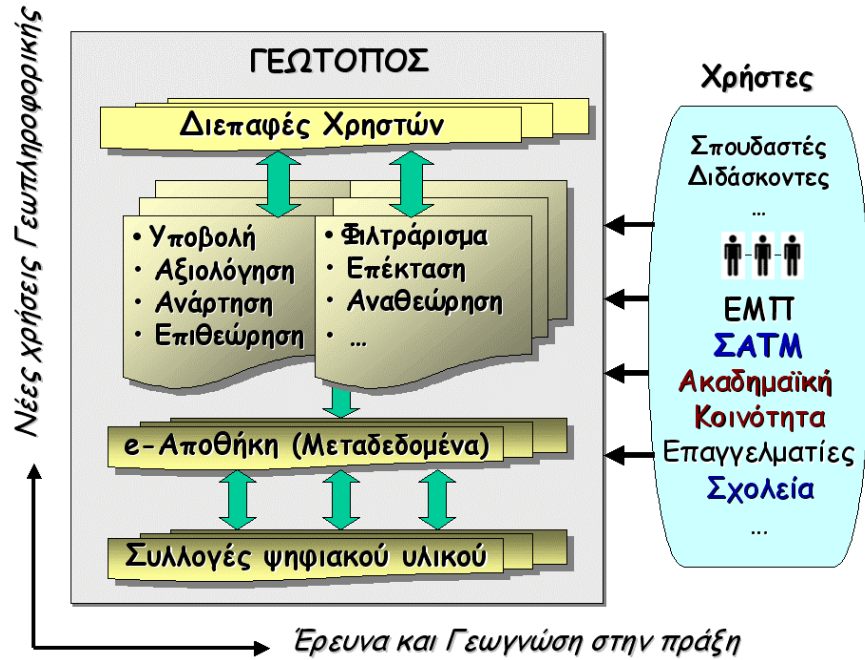 Νέες χρήσεις Γεωπληροφορικής
ΓΕΩΤΟΠΟΣ
Διεπαφές Χρηστών
• Υποβολή
• Αξιολόγηση
• Ανάρτηση
• Επιθεώρηση
• Φιλτράρισμα
• Επέκταση
• Αναθεώρηση
• ...
e-Αποθήκη (Μεταδεδομένα)
Συλλογές ψηφιακού υλικού
Χρήστες
Σπουδαστές
Διδάσκοντες
...
ΕΜΠ
ΣΑΤΜ
Ακαδημαϊκή
Κοινότητα
Επαγγελματίες
Σχολεία
...
Έρευνα και Γεωγνώση στην πράξη